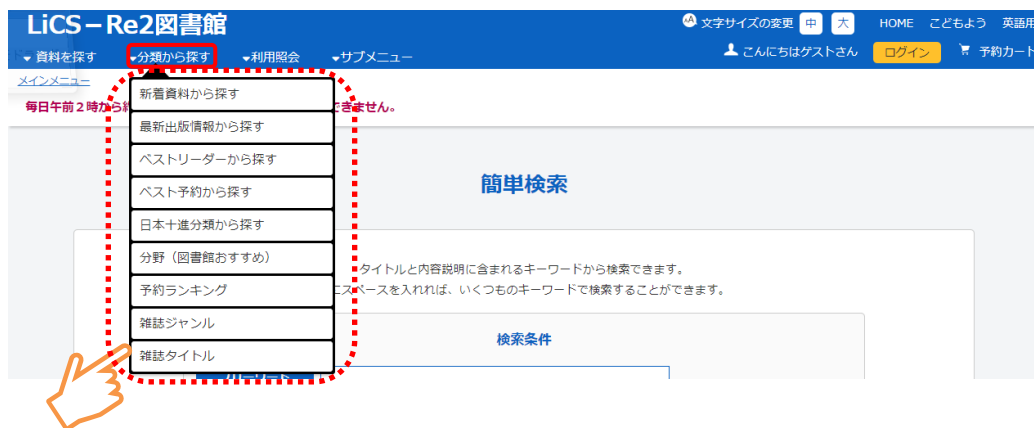 LiCS－Re2図書館
文字サイズの変更 中 大 HOME こどもよう 英語用
資料を探す 分類から探す 利用照会 サブメニュー
こんにちはゲストさん ログイン 予約カート
メインメニュー
毎日午前２時から できません。
新着資料から探す
最新出版情報から探す
ベストリーダーから探す
ベスト予約から探す
日本十進分類から探す
分野（図書館おすすめ）
予約ランキング
雑誌ジャンル
雑誌タイトル
簡単検索
タイトルと内容説明に含まれるキーワードから検索できます。
スペースを入れれば、いくつものキーワードで検索することができます。
検索条件